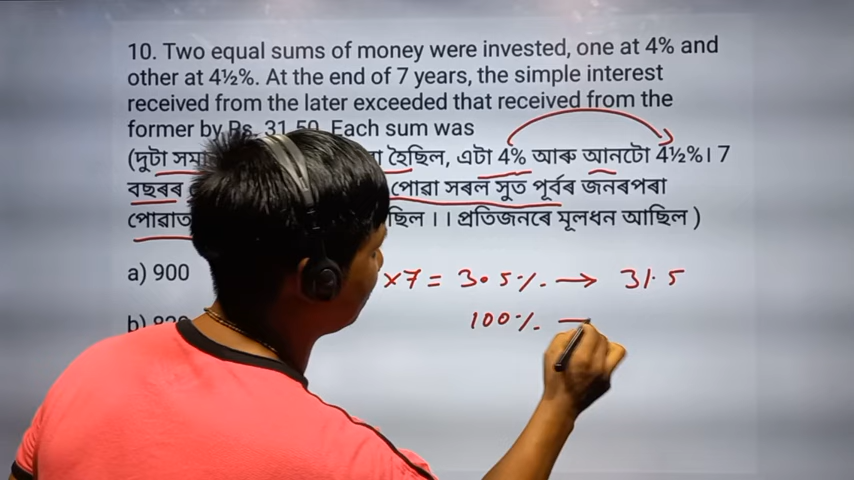 10. Two equal sums of money were invested, one at 4% and
other at 4½%. At the end of 7 years, the simple interest
received from the later exceeded that received from the
former by Rs. 31.50. Each sum was
(দুটা হৈছিল, এটা 4% আৰু আনটো 4½%। 7
বছৰৰ পোৱা সৰল সুত পূৰ্বৰ জনৰপৰা
পোৱাত ।। প্ৰতিজনৰে মূলধন আছিল )
a) 900 ×7 = 3.5% → 31.5
b) 100%